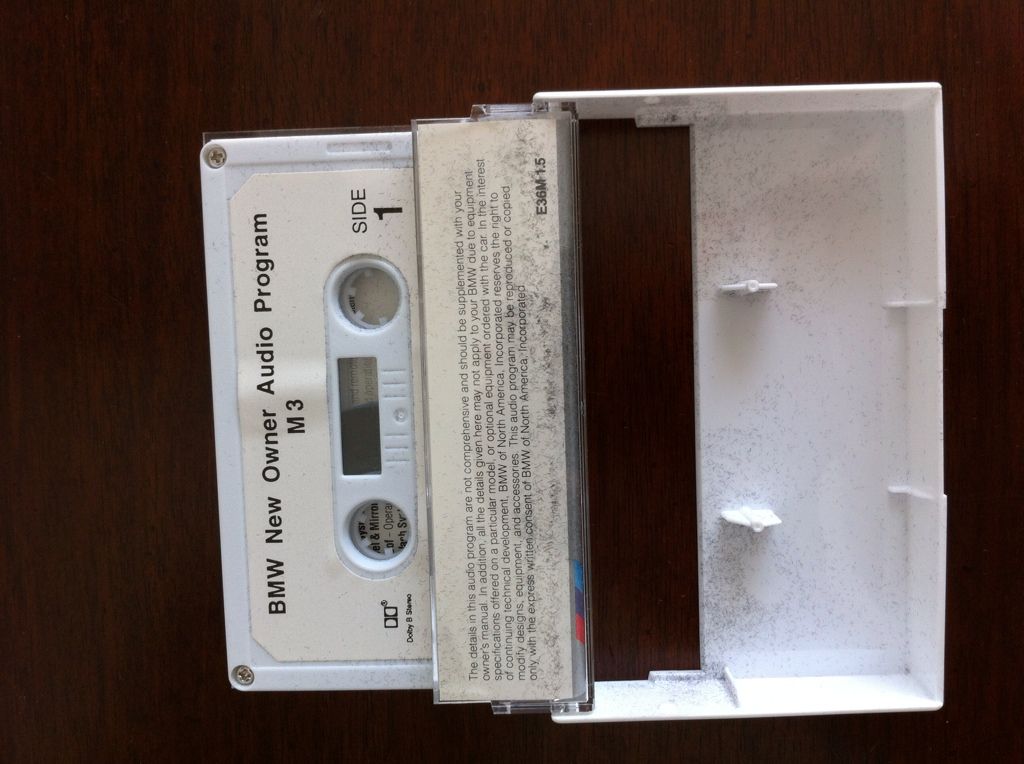 BMW New Owner Audio Program
M3
SIDE
1
Dolby B Stereo
el & Mirror
of - Opera
The details in this audio program are not comprehensive and should be supplemented with your
owner's manual. In addition, all the details given here may not apply to your BMW due to equipment
specifications offered on a particular model, or optional equipment ordered with the car. In the interest
of continuing technical development, BMW of North America, Incorporated reserves the right to
modify designs, equipment, and accessories. This audio program may be reproduced or copied
only with the express written consent of BMW of North America, Incorporated.
E36M 1.5